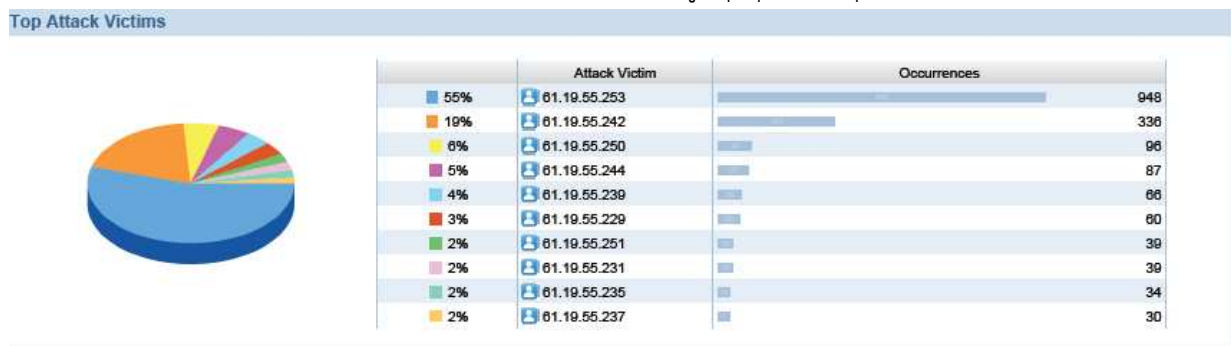 Top Attack Victims
Attack Victim Occurrences
55% 61.19.55.253 948
19% 61.19.55.242 336
6% 61.19.55.250 96
5% 61.19.55.244 87
4% 61.19.55.239 66
3% 61.19.55.229 60
2% 61.19.55.251 39
2% 61.19.55.231 39
2% 61.19.55.235 34
2% 61.19.55.237 30